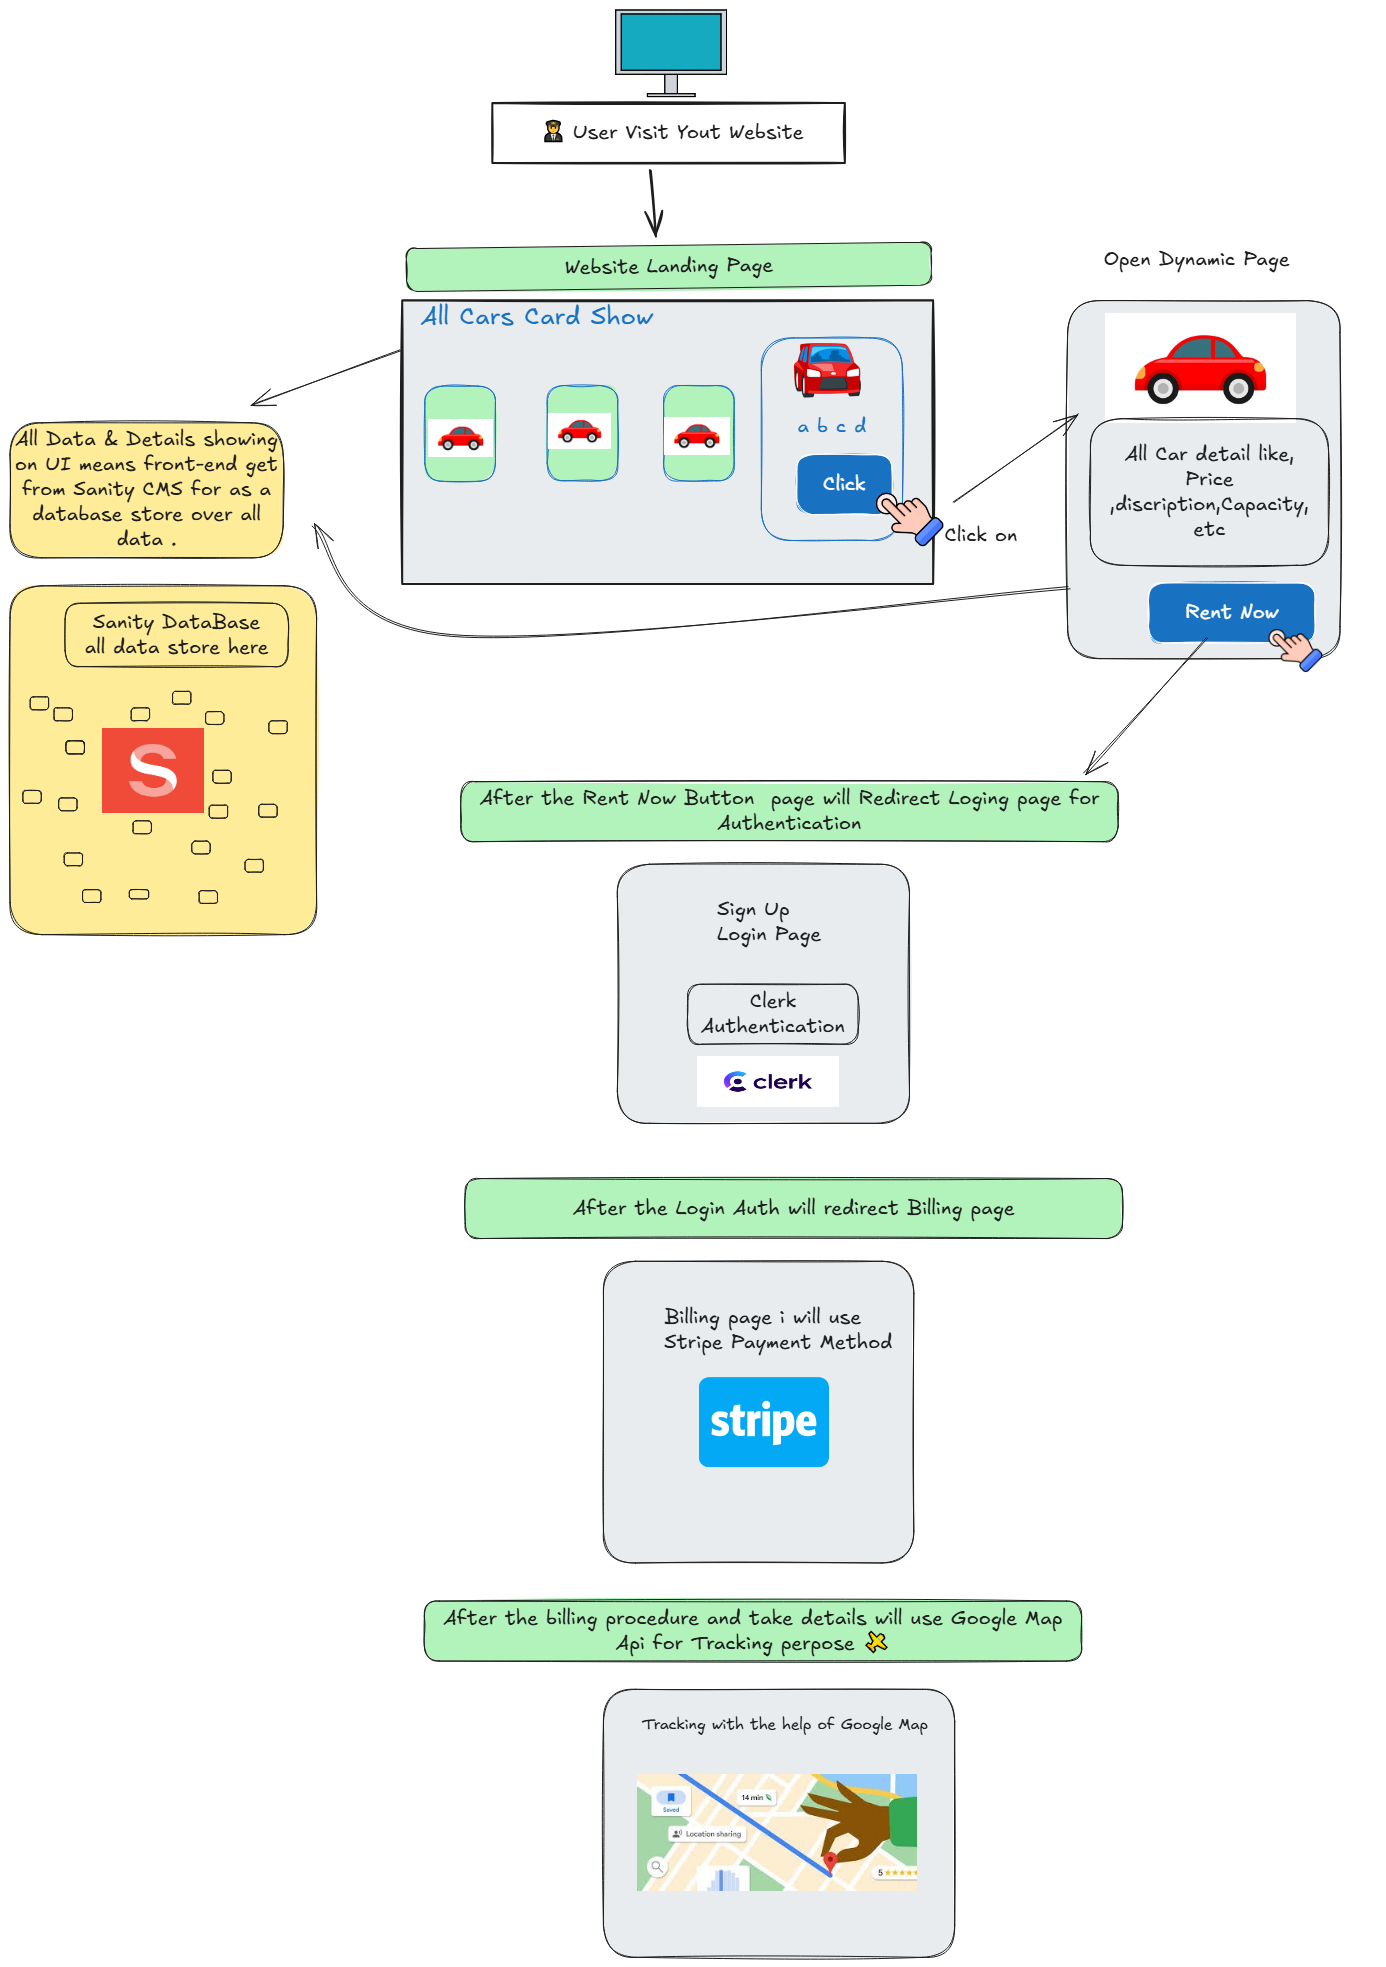 User Visit Yout Website
Website Landing Page
All Cars Card Show
a b c d
Click
Click on
Open Dynamic Page
All Car detail like,
Price
,discription,Capacity,
etc
Rent Now
All Data & Details showing
on UI means front-end get
from Sanity CMS for as a
database store over all
data .
Sanity DataBase
all data store here
S
After the Rent Now Button page will Redirect Loging page for
Authentication
Sign Up
Login Page
Clerk
Authentication
clerk
After the Login Auth will redirect Billing page
Billing page i will use
Stripe Payment Method
stripe
After the billing procedure and take details will use Google Map
Api for Tracking perpose
Tracking with the help of Google Map
Saved
14 min
Location sharing
5